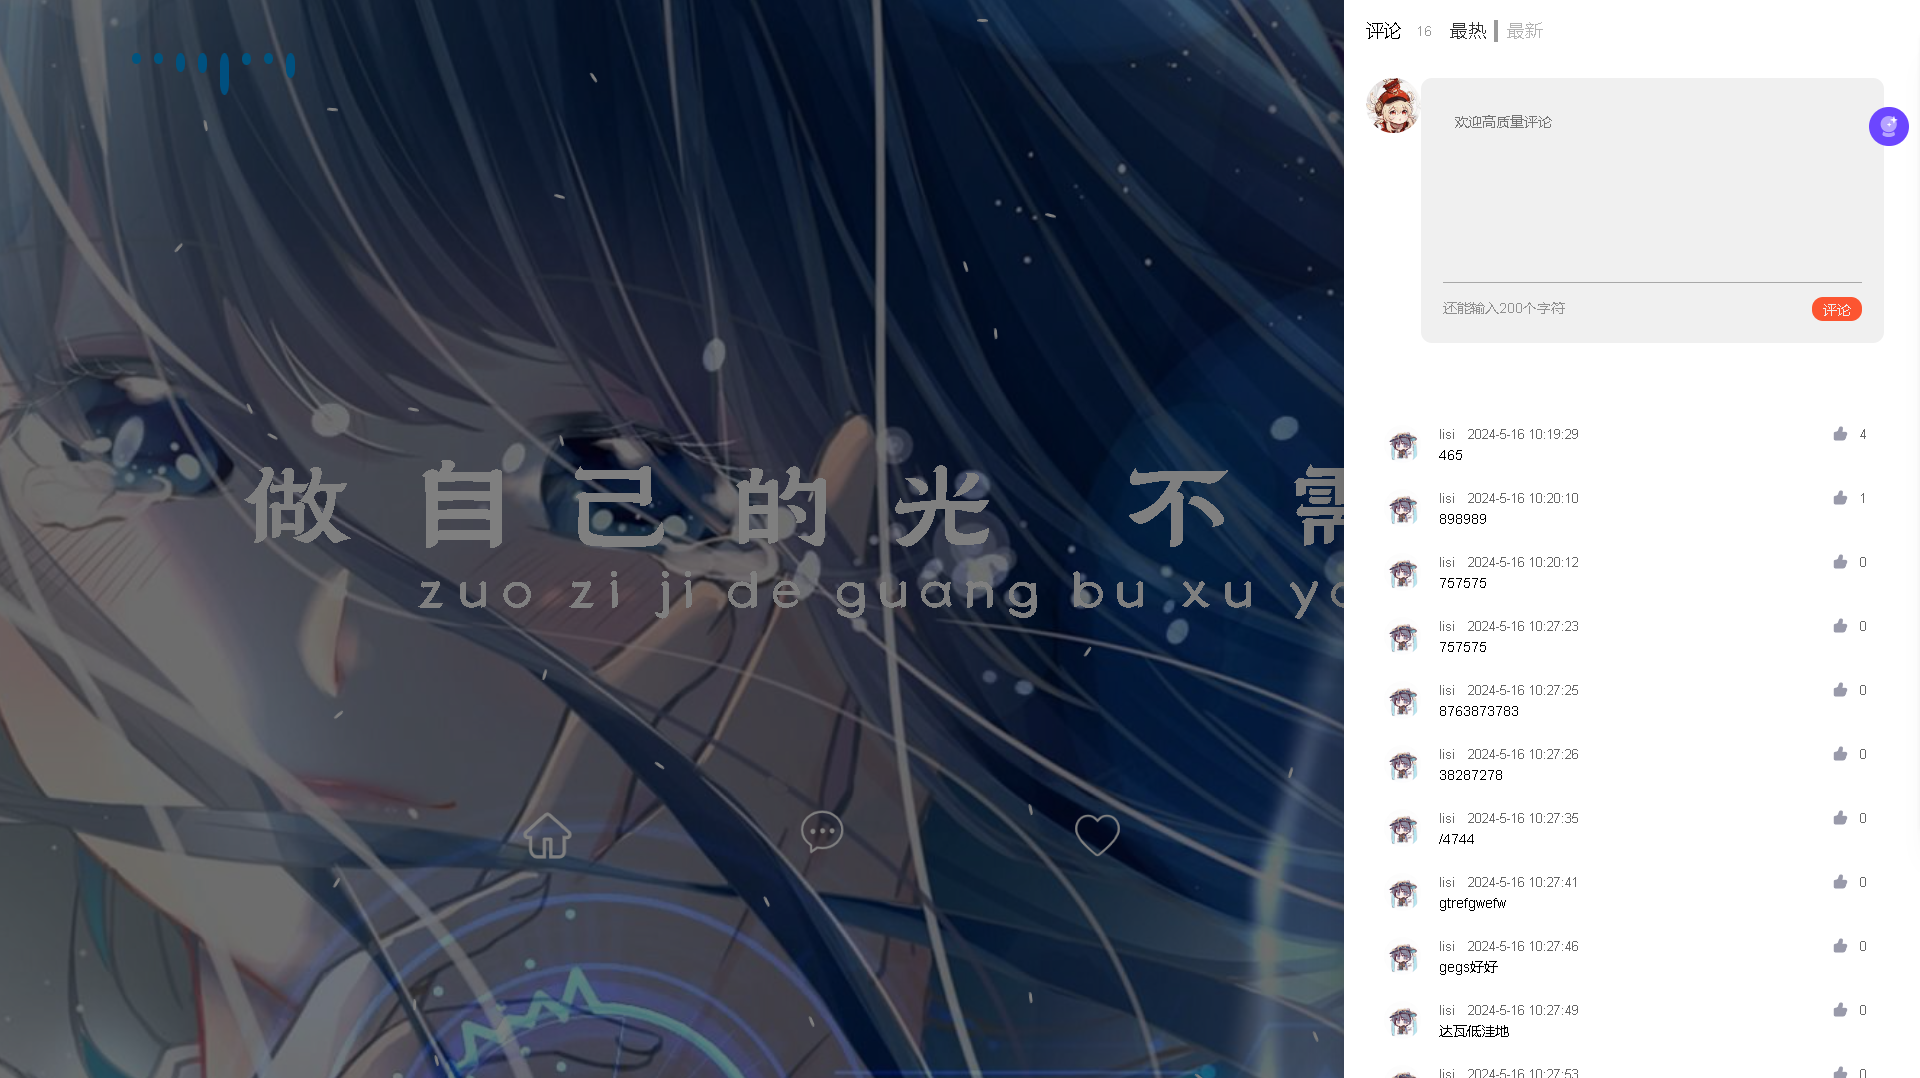 做自己的光 不需
zuo zi ji de guang bu xu yo
评论 16 最热 最新
欢迎高质量评论
还能输入200个字符 评论
lisi 2024-5-16 10:19:29 4
465
lisi 2024-5-16 10:20:10 1
898989
lisi 2024-5-16 10:20:12 0
757575
lisi 2024-5-16 10:27:23 0
757575
lisi 2024-5-16 10:27:25 0
8763873783
lisi 2024-5-16 10:27:26 0
38287278
lisi 2024-5-16 10:27:35 0
/4744
lisi 2024-5-16 10:27:41 0
gtrefgwefw
lisi 2024-5-16 10:27:46 0
gegs好好
lisi 2024-5-16 10:27:49 0
达瓦低洼地
lisi 2024-5-16 10:27:53 0